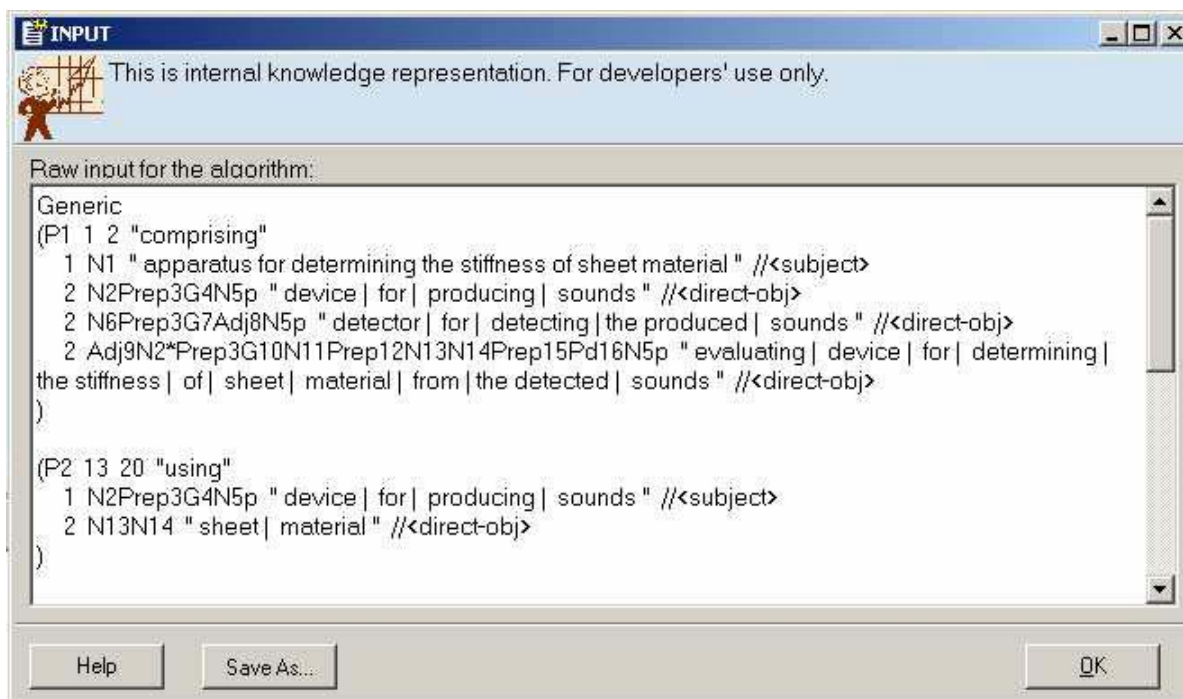 INPUT
This is internal knowledge representation. For developers' use only.
Raw input for the algorithm:
Generic
(P1 1 2 "comprising"
1 N1 " apparatus for determining the stiffness of sheet material " //<subject>
2 N2Prep3G4N5p " device | for | producing | sounds " //<direct-obj>
2 N6Prep3G7Adj8N5p " detector | for | detecting |the produced | sounds " //<direct-obj>
2 Adj9N2*Prep3G10N11Prep12N13N14Prep15Pd16N5p " evaluating | device | for | determining |
the stiffness | of | sheet | material | from |the detected | sounds " //<direct-obj>
)
(P2 13 20 "using"
1 N2Prep3G4N5p " device | for | producing | sounds " //<subject>
2 N13N14 " sheet | material " //<direct-obj>
)
Help Save As... OK